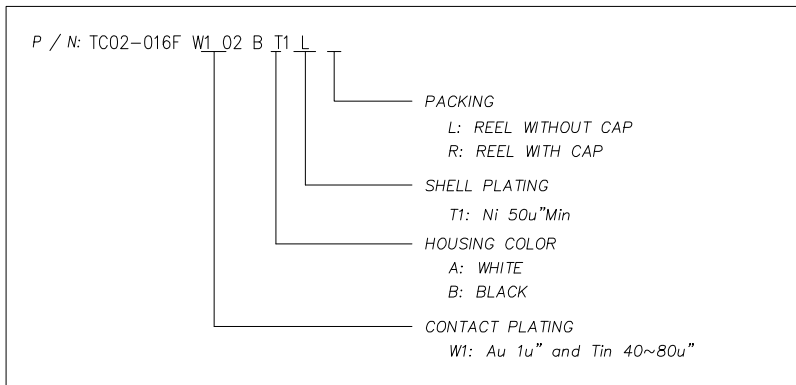 P / N: TC02-016F W1 02 B T1 L
PACKING
L: REEL WITHOUT CAP
R: REEL WITH CAP
SHELL PLATING
T1: Ni 50u"Min
HOUSING COLOR
A: WHITE
B: BLACK
CONTACT PLATING
W1: Au 1u" and Tin 40~80u"